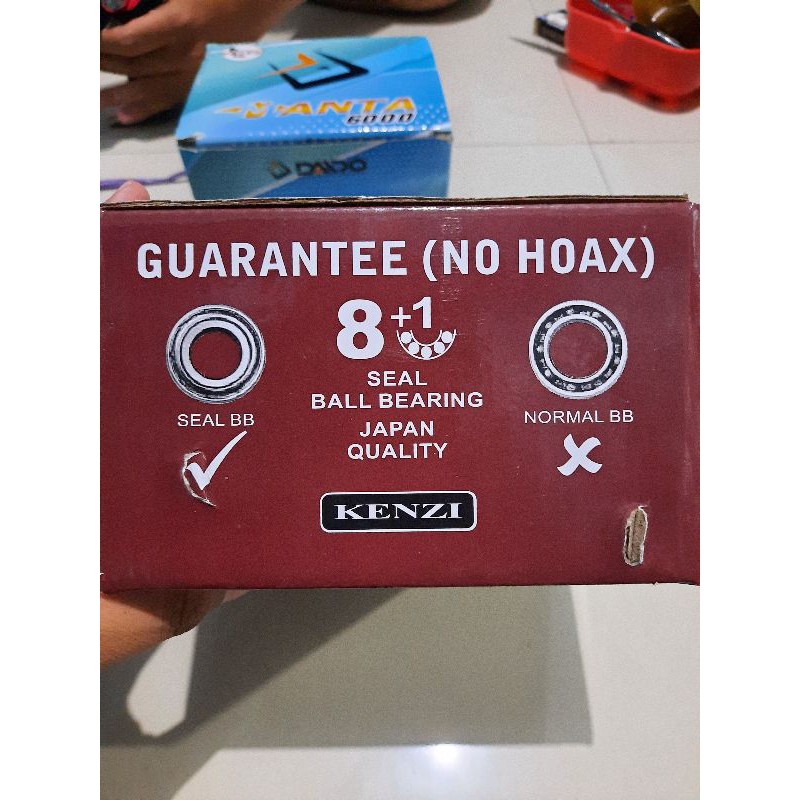 ANTA
6000
DAIDO
GUARANTEE (NO HOAX)
8+1
SEAL
BALL BEARING
JAPAN
QUALITY
SEAL BB
NORMAL BB
KENZI